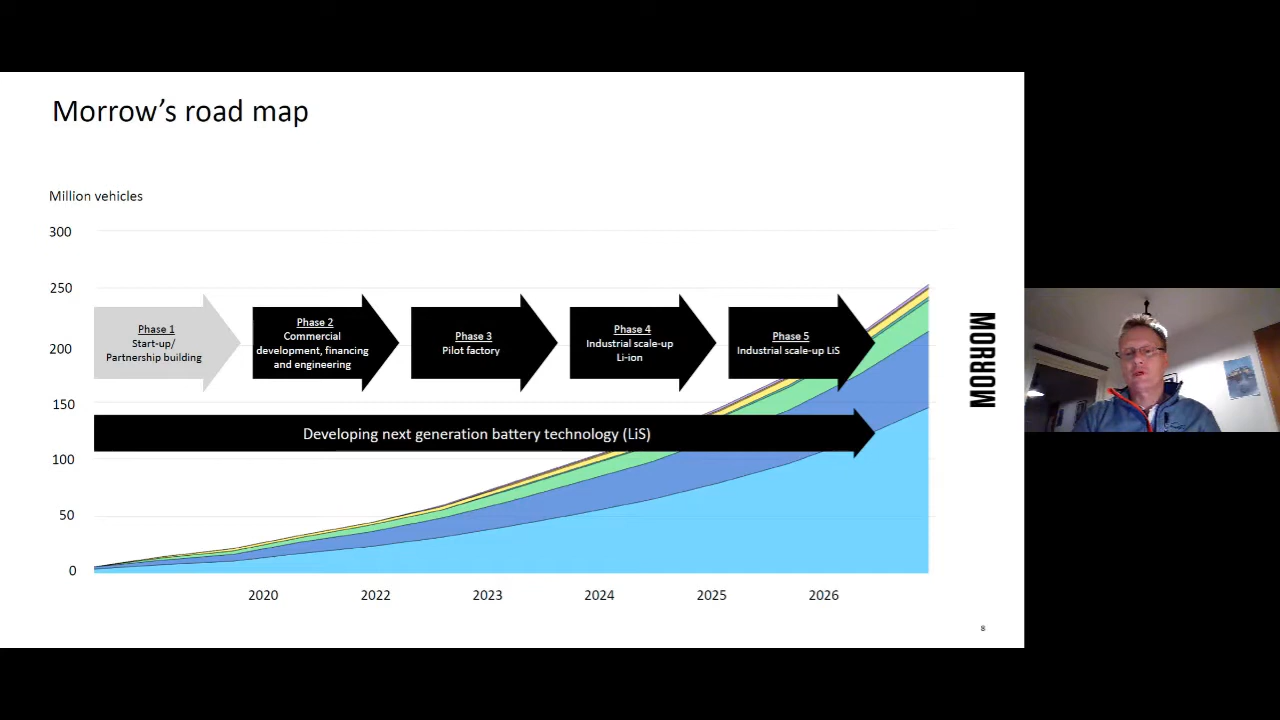 Morrow's road map
Million vehicles
300
250
200
150
100
50
0
Phase 1
Start-up/
Partnership building
Phase 2
Commercial
development, financing
and engineering
Phase 3
Pilot factory
Phase 4
Industrial scale-up
Li-ion
Phase 5
Industrial scale-up LiS
Developing next generation battery technology (LiS)
2020
2022
2023
2024
2025
2026
MORROW
8